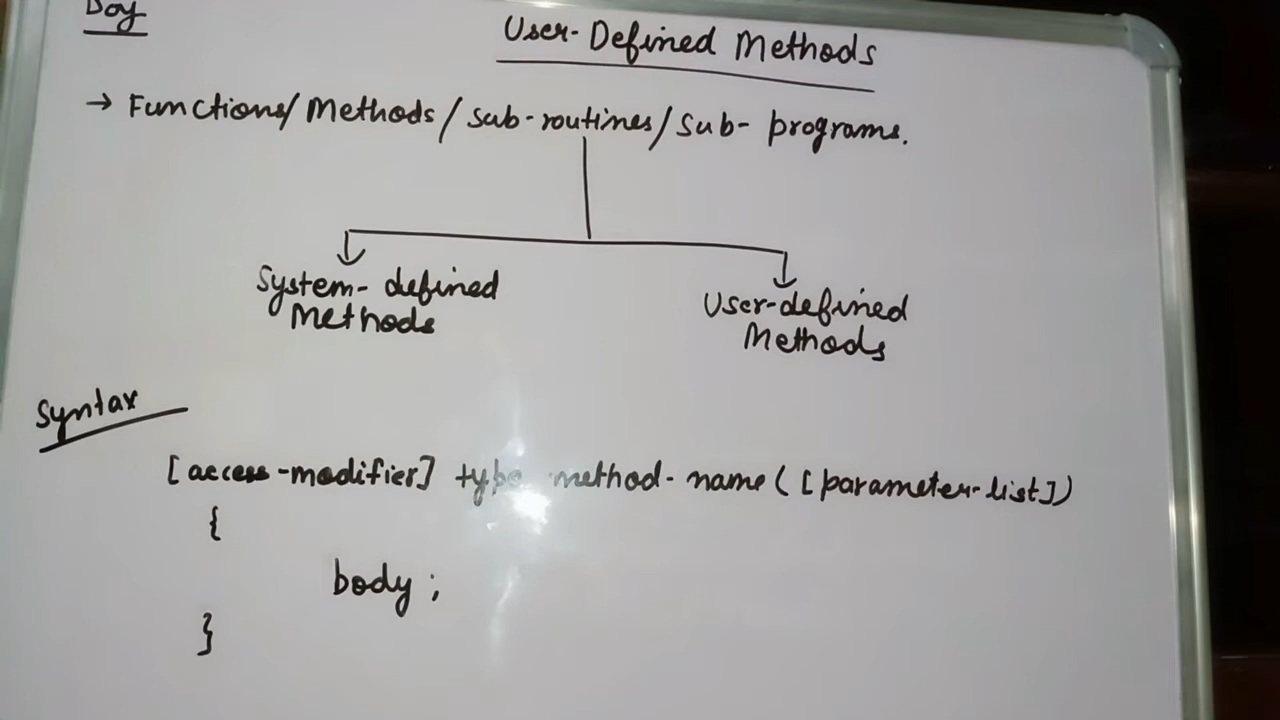 Day
User-Defined Methods
→ Functions/Methods/sub-routines/sub-programs.
System-defined
Methods
User-defined
Methods
Syntax
[access-modifier] type method-name([parameter-list])
{
body;
}